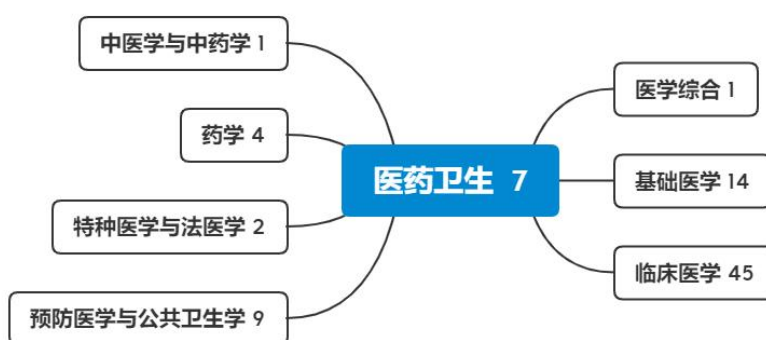 中医学与中药学 1
药学 4
特种医学与法医学 2
预防医学与公共卫生学 9
医药卫生 7
医学综合 1
基础医学 14
临床医学 45